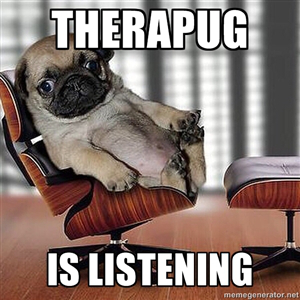 THERAPUG
IS LISTENING
memegenerator.net